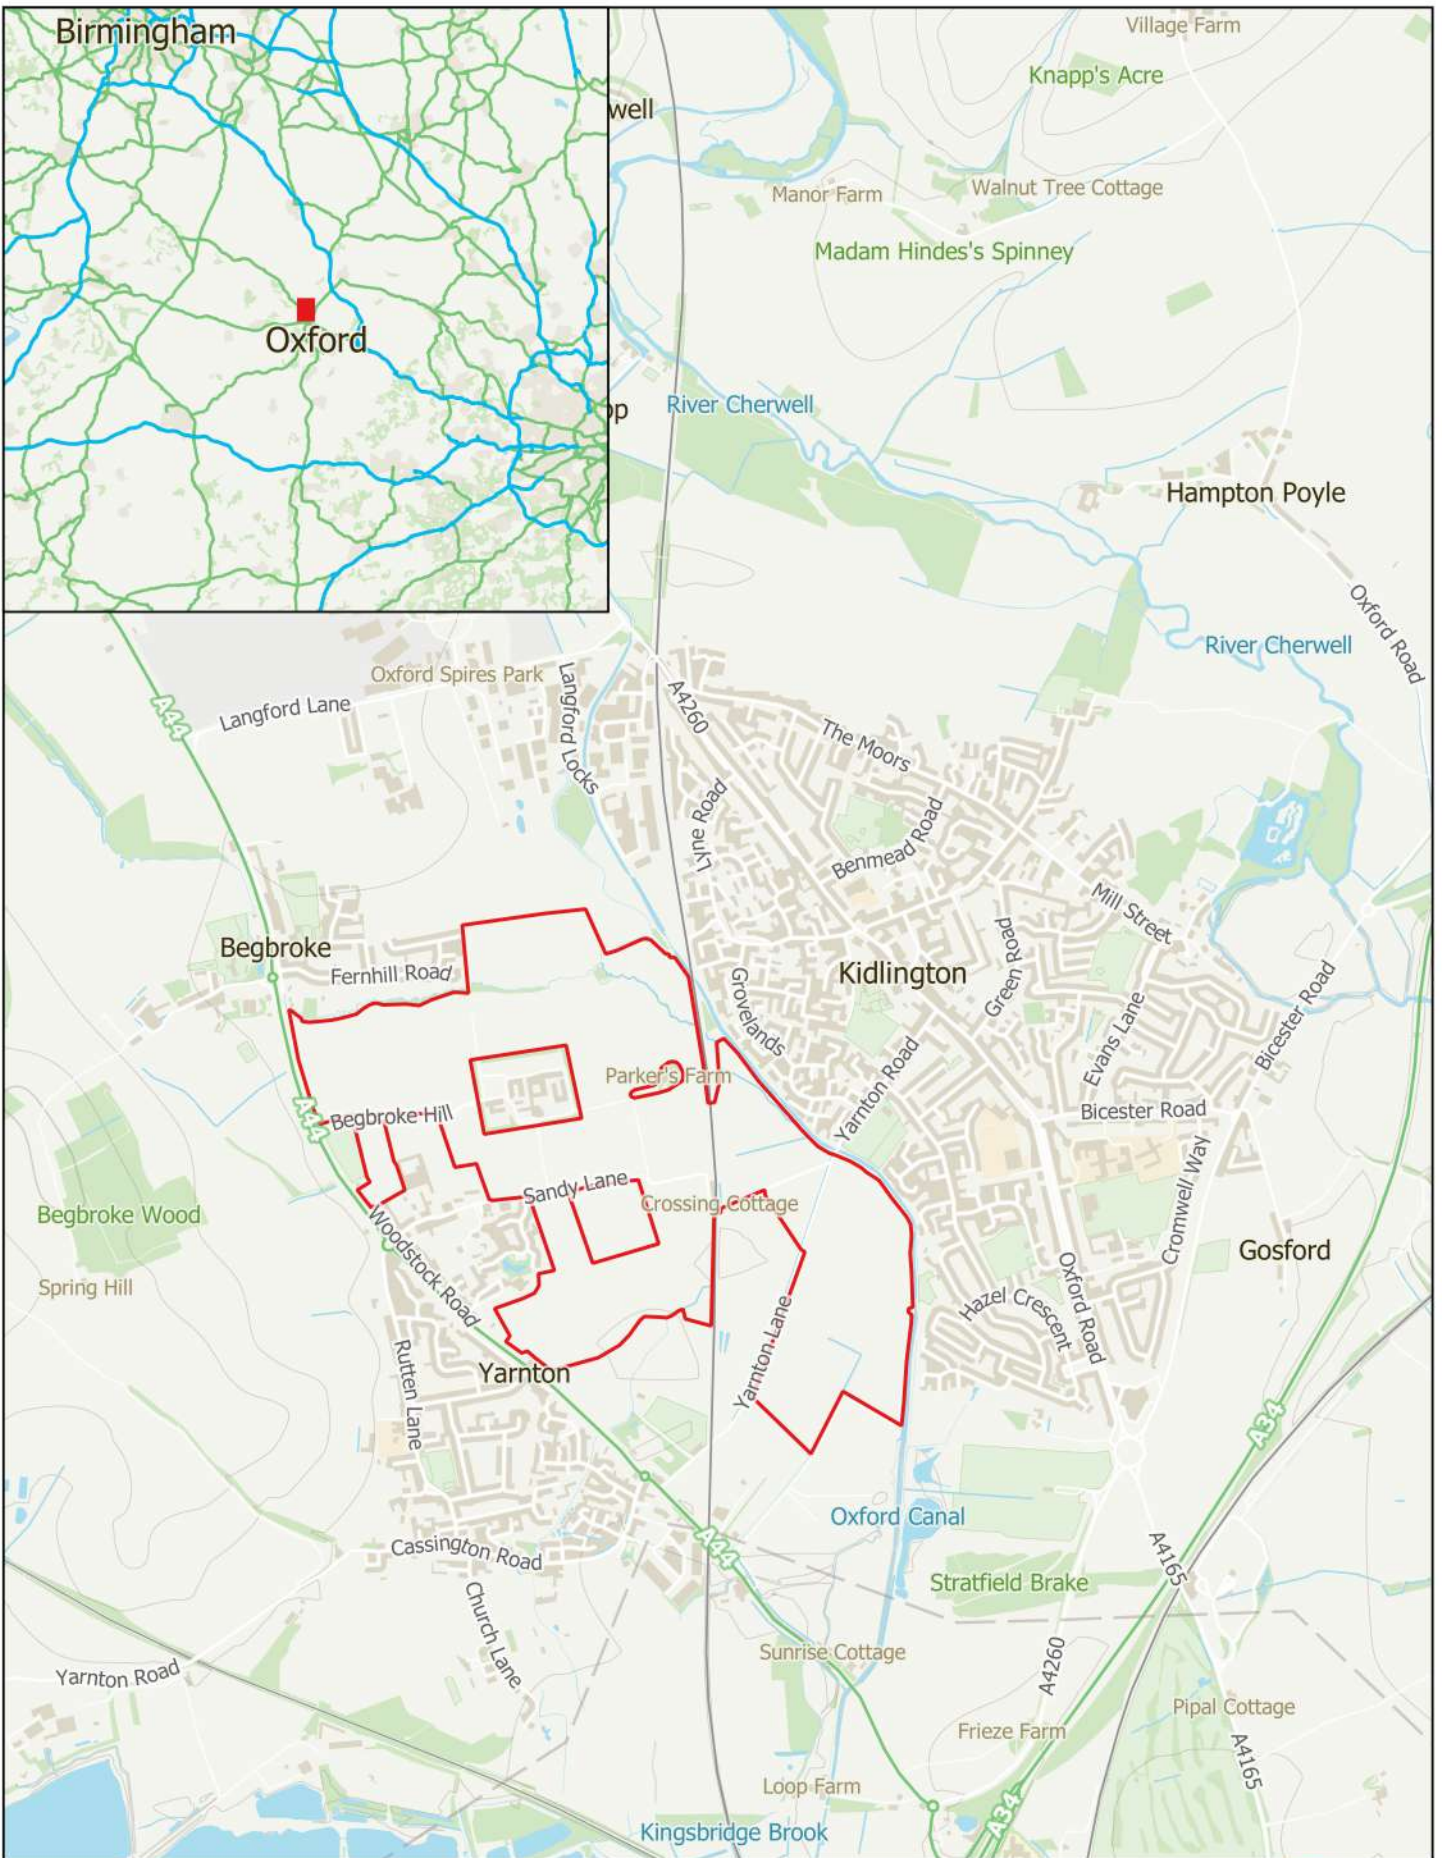 Birmingham
Oxford
well
op
Village Farm
Knapp's Acre
Manor Farm
Walnut Tree Cottage
Madam Hindes's Spinney
River Cherwell
Hampton Poyle
Oxford Road
River Cherwell
Oxford Spires Park
Langford Lane
Langford Locks
A44
A4260
The Moors
Lyne Road
Benmead Road
Mill Street
Begbroke
Fernhill Road
Kidlington
Green Road
Grovelands
Evans Lane
Bicester Road
Parker's Farm
Yarnton Road
Begbroke Hill
A44
Bicester Road
Cromwell Way
Sandy Lane
Crossing Cottage
Begbroke Wood
Woodstock Road
Gosford
Spring Hill
Hazel Crescent
Oxford Road
Yarnton Lane
Rutten Lane
Yarnton
A34
Oxford Canal
A44
Cassington Road
A4165
Stratfield Brake
Church Lane
Sunrise Cottage
Yarnton Road
A4260
Pipal Cottage
Frieze Farm
A4165
Loop Farm
A34
Kingsbridge Brook